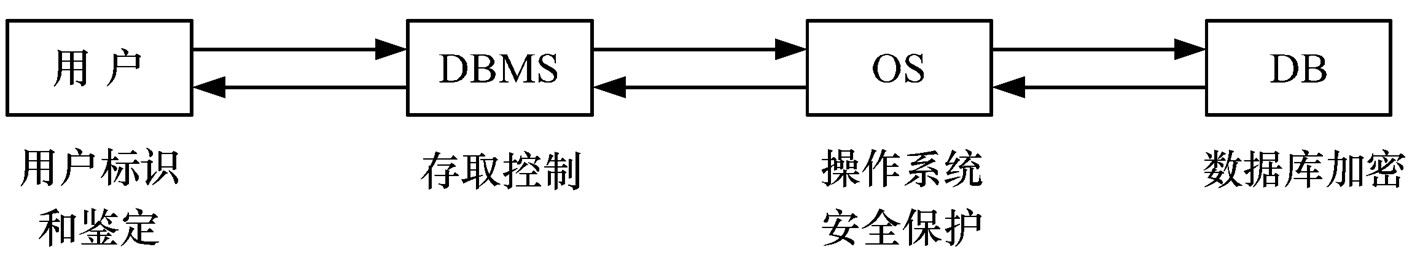 用户
DBMS
OS
DB
用户标识
和鉴定
存取控制
操作系统
安全保护
数据库加密